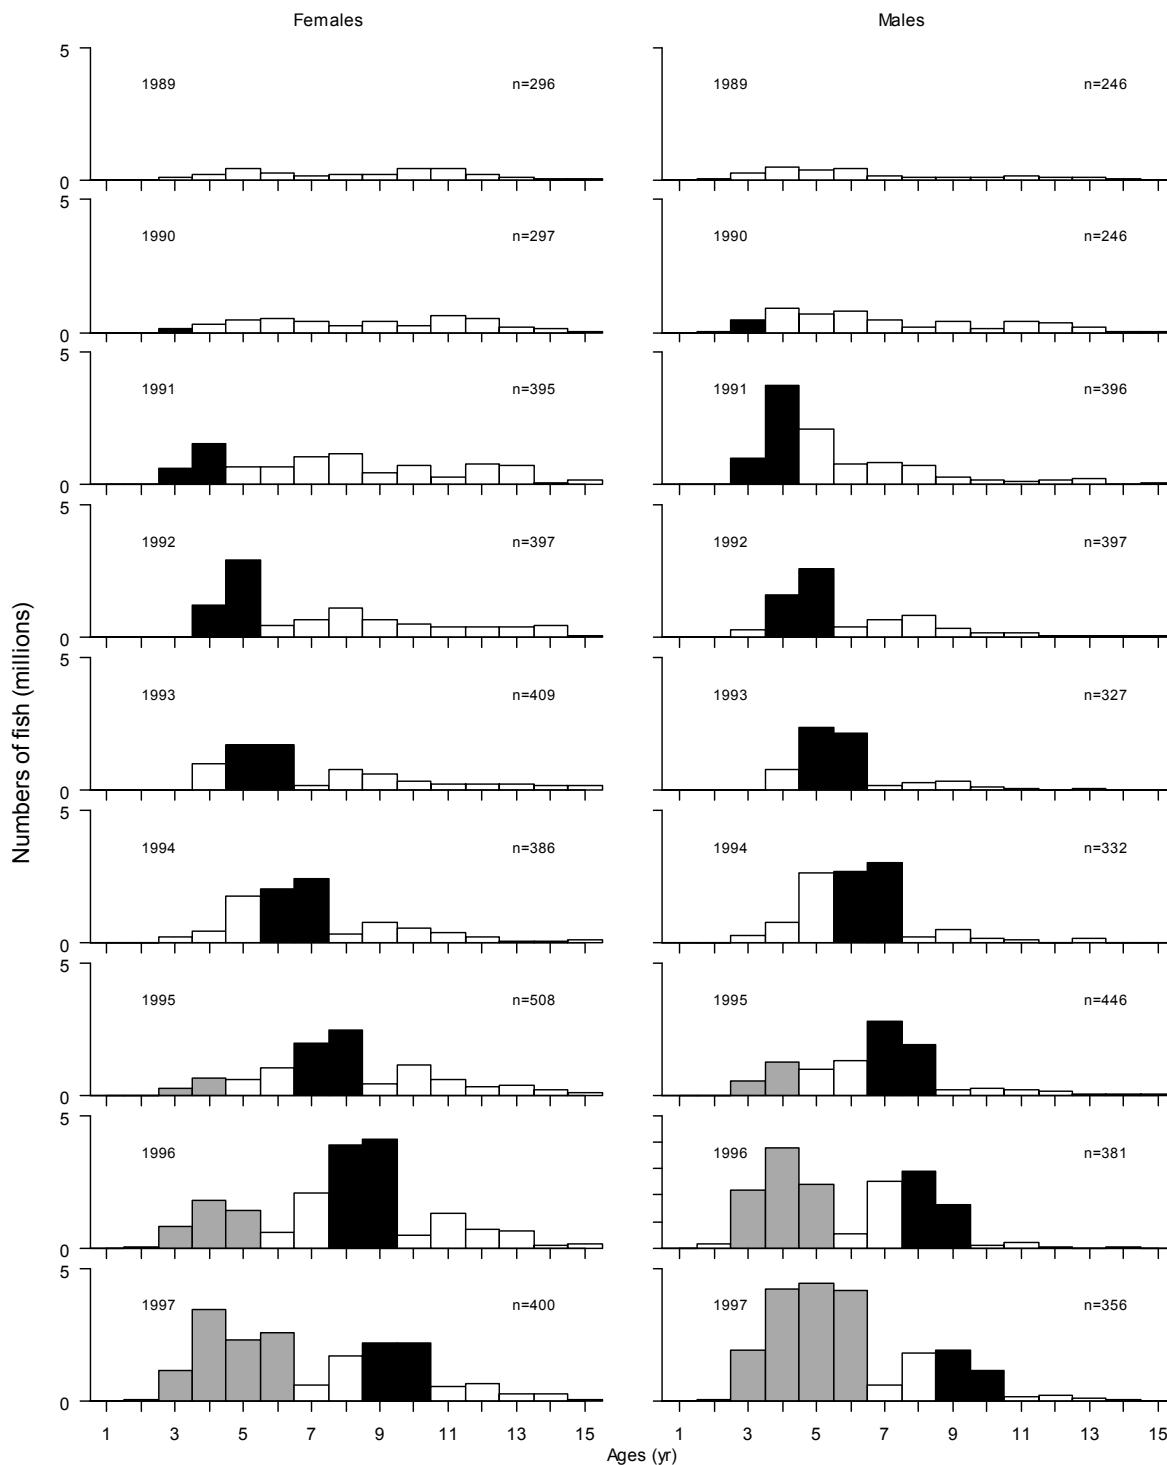 Females Males
5
1989 n=296 1989 n=246
0
5
1990 n=297 1990 n=246
0
5
1991 n=395 1991 n=396
0
5
1992 n=397 1992 n=397
0
5
1993 n=409 1993 n=327
0
5
1994 n=386 1994 n=332
0
5
1995 n=508 1995 n=446
0
5
1996 n=381
0
5
1997 n=400 1997 n=356
0
1 3 5 7 9 11 13 15 1 3 5 7 9 11 13 15
Ages (yr)
Numbers of fish (millions)
1996